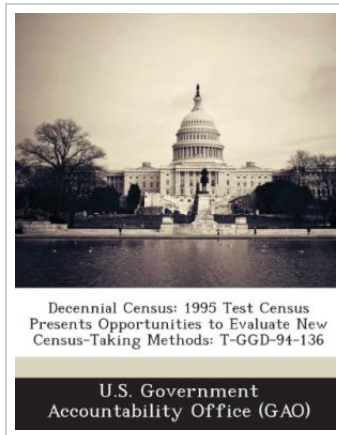 Decennial Census: 1995 Test Census
Presents Opportunities to Evaluate New
Census-Taking Methods: T-GGD-94-136
U.S. Government
Accountability Office (GAO)